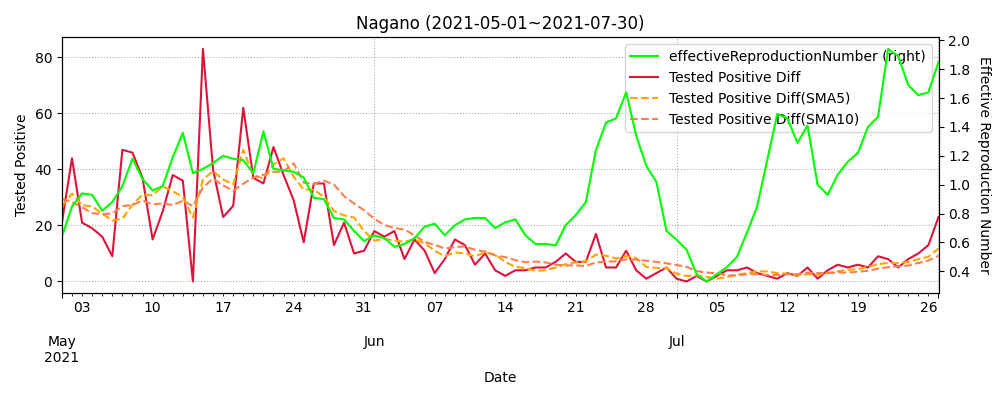 Nagano (2021-05-01~2021-07-30)
effectiveReproductionNumber (right)
Tested Positive Diff
Tested Positive Diff(SMA5)
Tested Positive Diff(SMA10)
Tested Positive
80
60
40
20
0
2.0
1.8
1.6
1.4
1.2
1.0
0.8
0.6
0.4
Effective Reproduction Number
03 10 17 24 31 07 14 21 28 05 12 19 26
May Jun Jul
2021
Date